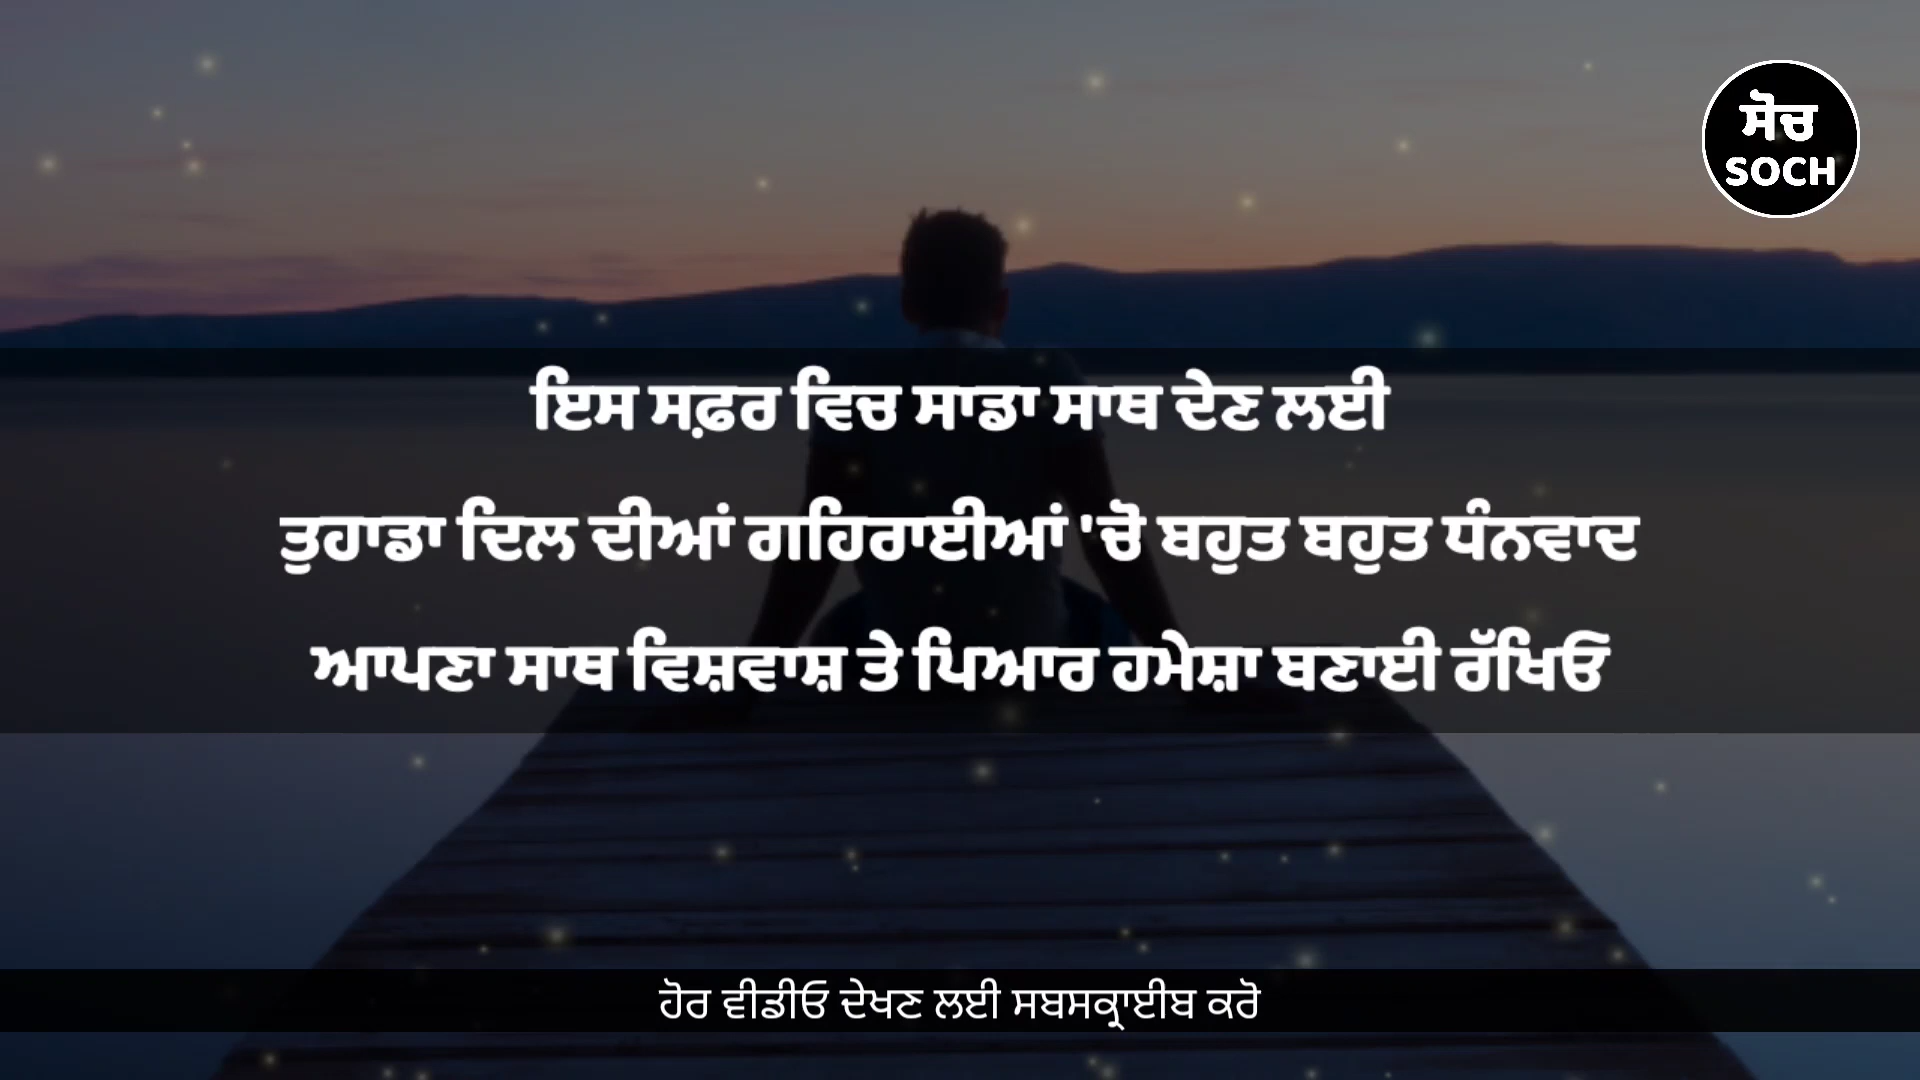 ਸੋਚ
SOCH
ਇਸ ਸਫ਼ਰ ਵਿਚ ਸਾਡਾ ਸਾਥ ਦੇਣ ਲਈ
ਤੁਹਾਡਾ ਦਿਲ ਦੀਆਂ ਗਹਿਰਾਈਆਂ 'ਚੋ ਬਹੁਤ ਬਹੁਤ ਧੰਨਵਾਦ
ਆਪਣਾ ਸਾਥ ਵਿਸ਼ਵਾਸ਼ ਤੇ ਪਿਆਰ ਹਮੇਸ਼ਾ ਬਣਾਈ ਰੱਖਿਓ
ਹੋਰ ਵੀਡੀਓ ਦੇਖਣ ਲਈ ਸਬਸਕ੍ਰਾਈਬ ਕਰੋ